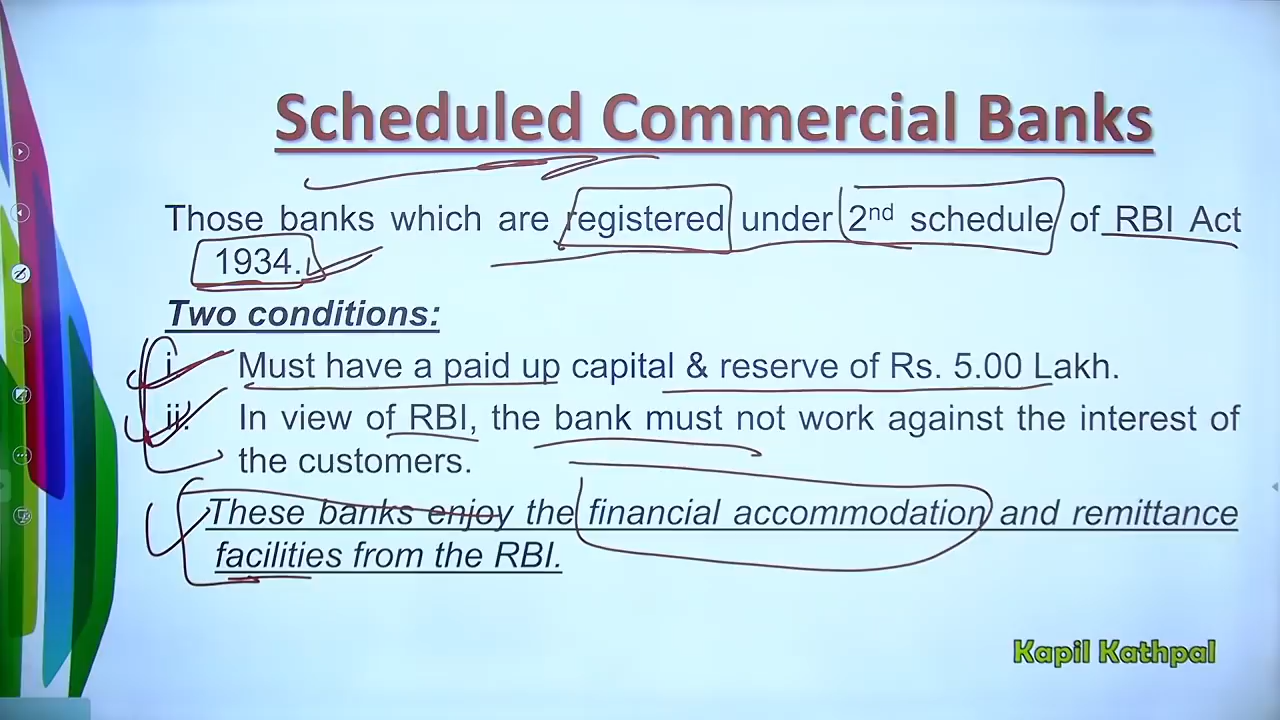 Scheduled Commercial Banks
Those banks which are registered under 2nd schedule of RBI Act
1934.
Two conditions:
i. Must have a paid up capital & reserve of Rs. 5.00 Lakh.
ii. In view of RBI, the bank must not work against the interest of
the customers.
These banks enjoy the financial accommodation and remittance
facilities from the RBI.
Kapil Kathpal